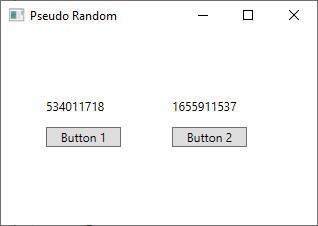 Pseudo Random
534011718 1655911537
Button 1 Button 2